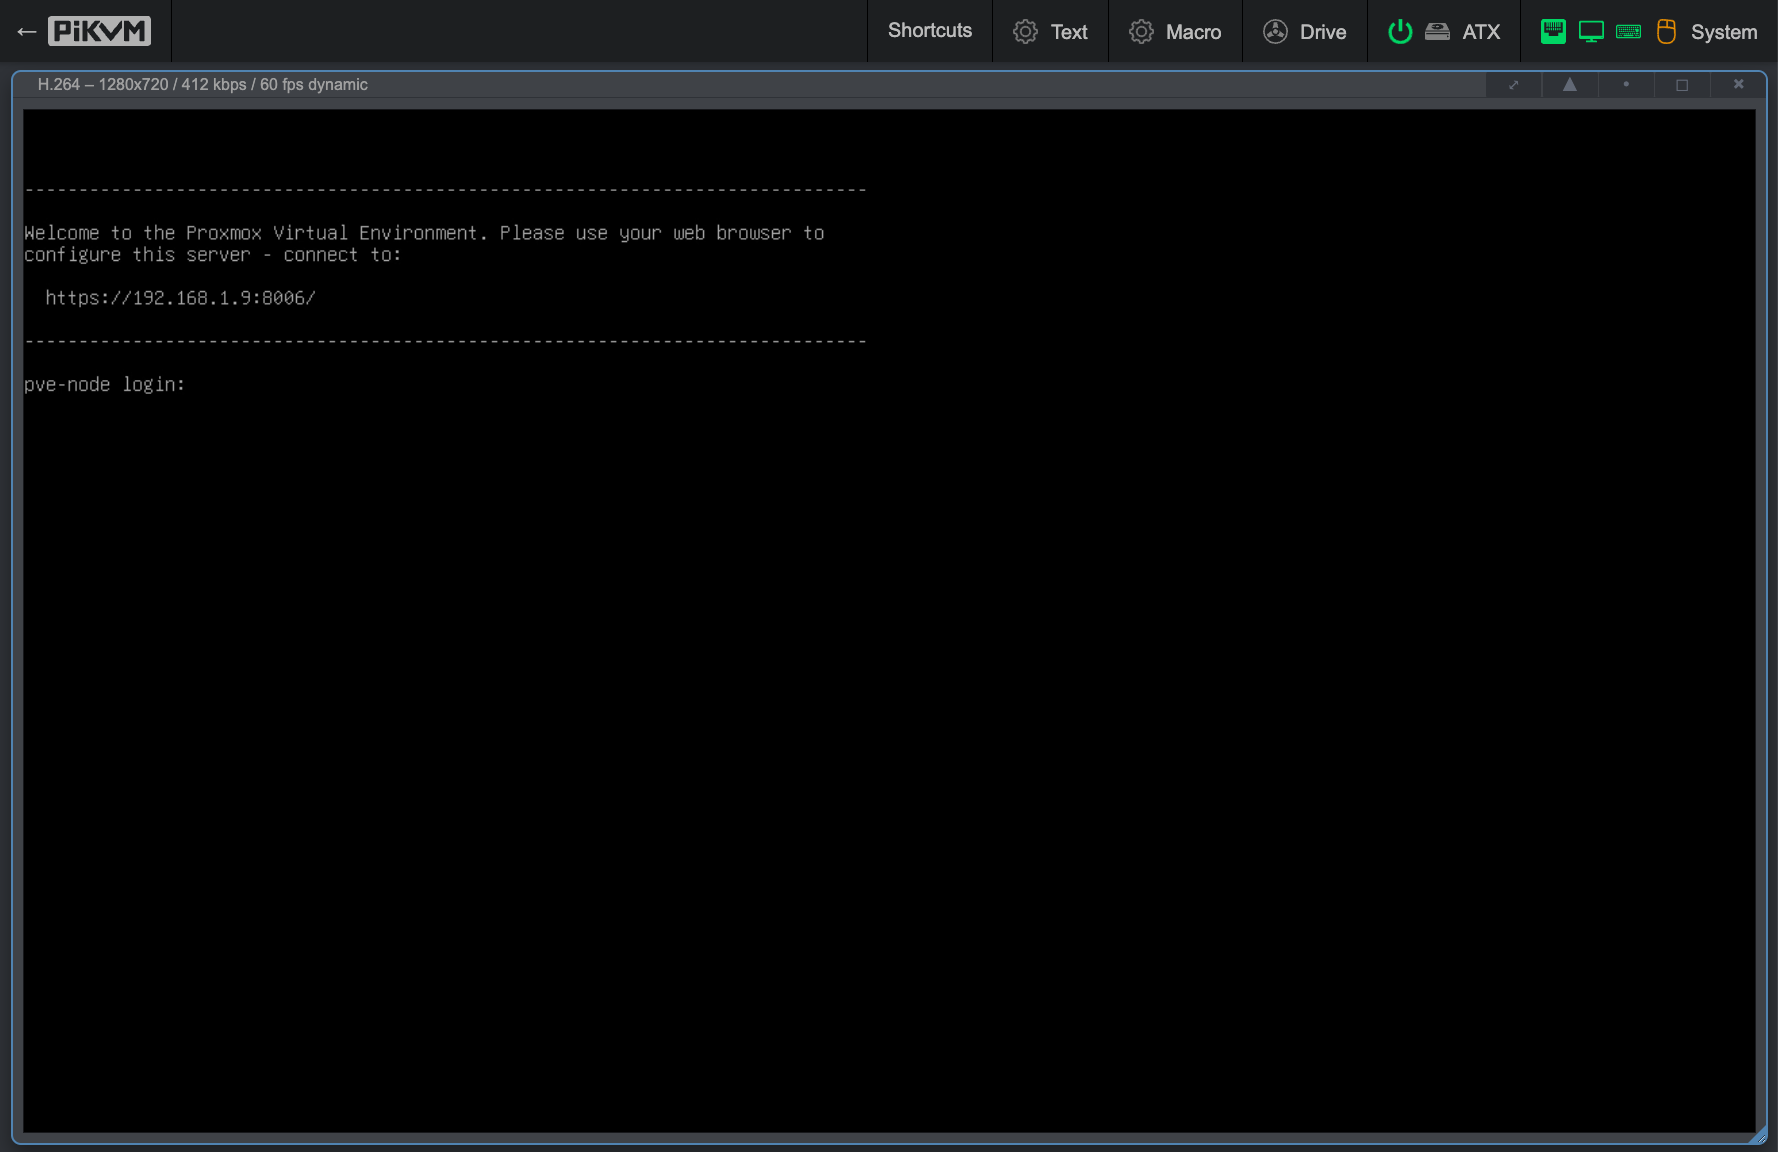 ← PiKVM
Shortcuts
Text
Macro
Drive
ATX
System
H.264 – 1280x720 / 412 kbps / 60 fps dynamic
--------------------------------------------------------------------------------
Welcome to the Proxmox Virtual Environment. Please use your web browser to
configure this server - connect to:
https://192.168.1.9:8006/
--------------------------------------------------------------------------------
pve-node login: